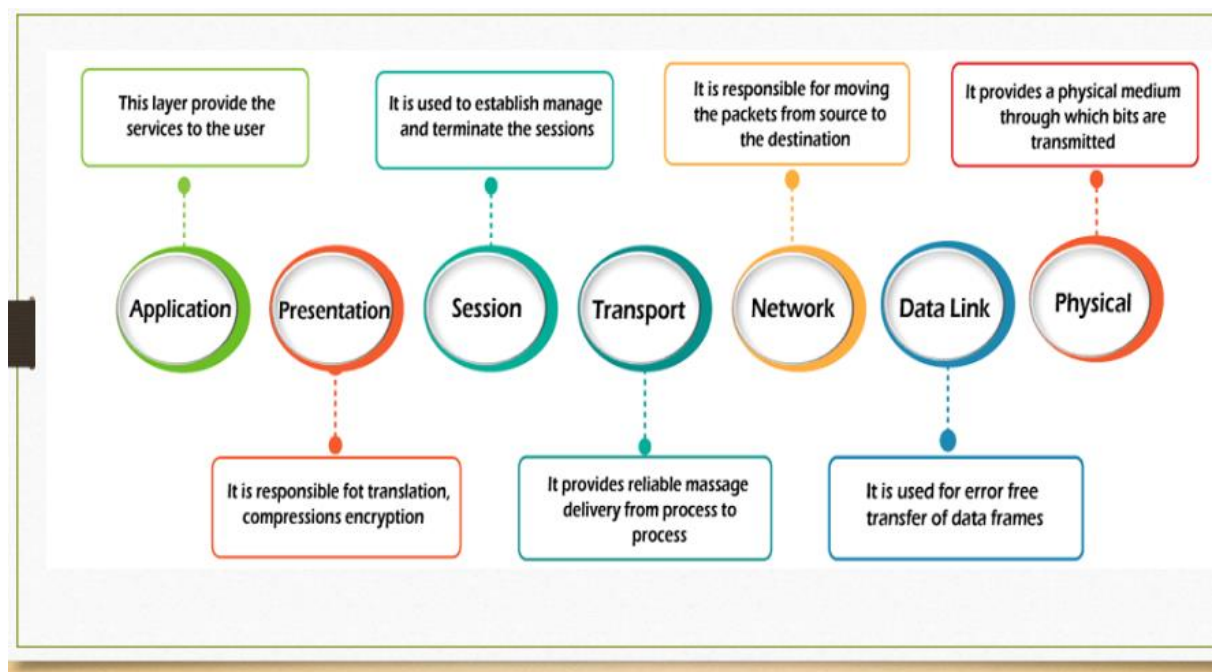 This layer provide the
services to the user
It is used to establish manage
and terminate the sessions
It is responsible for moving
the packets from source to
the destination
It provides a physical medium
through which bits are
transmitted
Application
Presentation
Session
Transport
Network
Data Link
Physical
It is responsible fot translation,
compressions encryption
It provides reliable massage
delivery from process to
process
It is used for error free
transfer of data frames